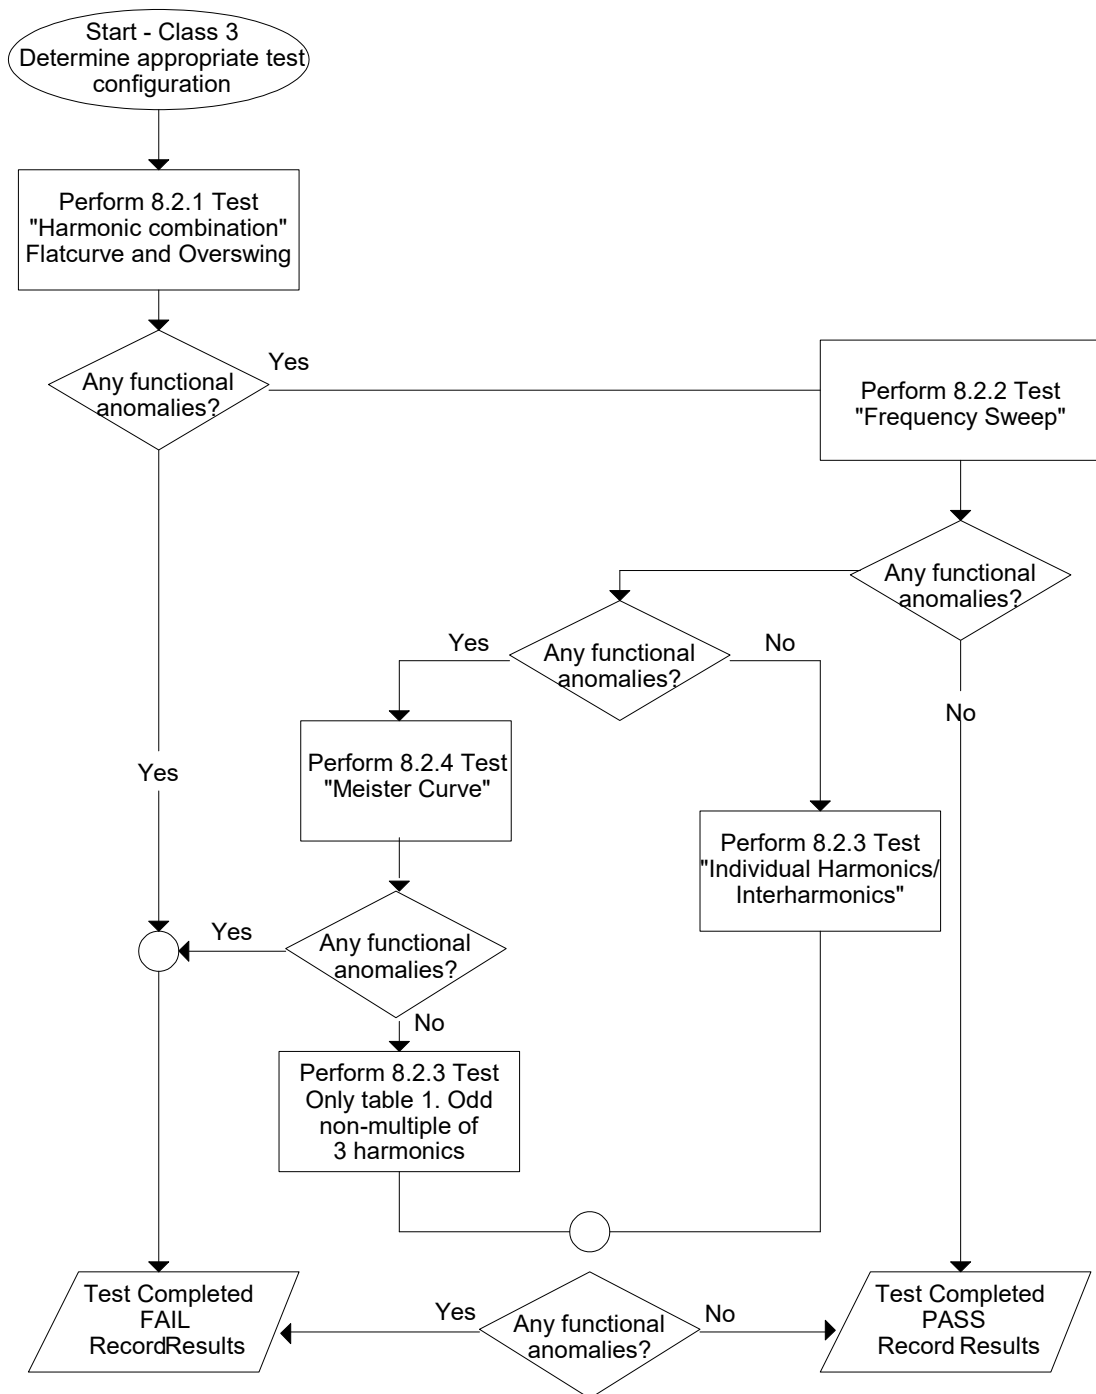 Start - Class 3
Determine appropriate test
configuration
Perform 8.2.1 Test
"Harmonic combination"
Flatcurve and Overswing
Any functional
anomalies?
Yes
Perform 8.2.2 Test
"Frequency Sweep"
Any functional
anomalies?
Yes
Any functional
anomalies?
No
No
Yes
Perform 8.2.4 Test
"Meister Curve"
Perform 8.2.3 Test
"Individual Harmonics/
Interharmonics"
Yes
Any functional
anomalies?
No
Perform 8.2.3 Test
Only table 1. Odd
non-multiple of
3 harmonics
Test Completed
FAIL
RecordResults
Yes
Any functional
anomalies?
No
Test Completed
PASS
Record Results